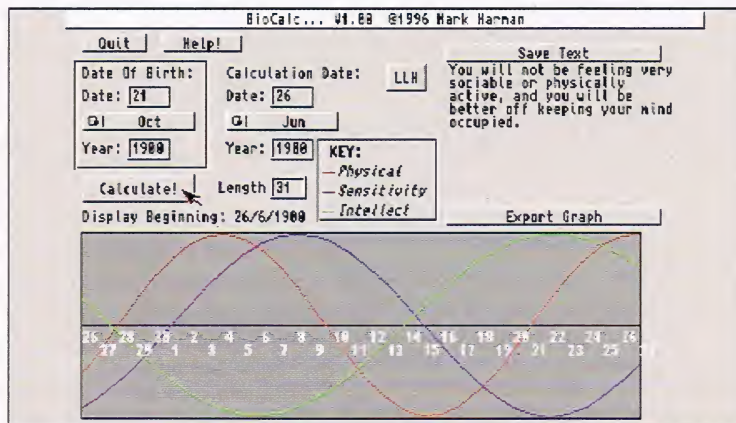 BioCalc... V1.00 @1996 Mark Harman
Quit Help!
Save Text
Date Of Birth:
Date: 21
Oct
Year: 1900
Calculation Date:
Date: 26
Jun
Year: 1900
LLH
You will not be feeling very
sociable or physically
active, and you will be
better off keeping your mind
occupied.
KEY:
Physical
Sensitivity
Intellect
Calculate!
Length 31
Display Beginning: 26/6/1900
Export Graph
26 28 30 2 4 6 8 10 12 14 16 18 20 22 24 26
27 29 1 3 5 7 9 11 13 15 17 19 21 23 25